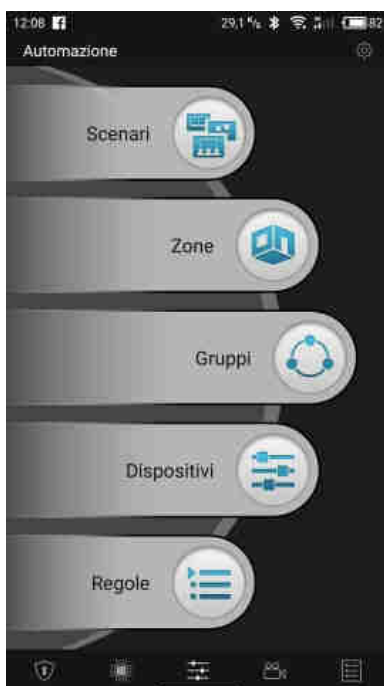 12:08 29,1 K/s 82
Automazione
Scenari
Zone
Gruppi
Dispositivi
Regole